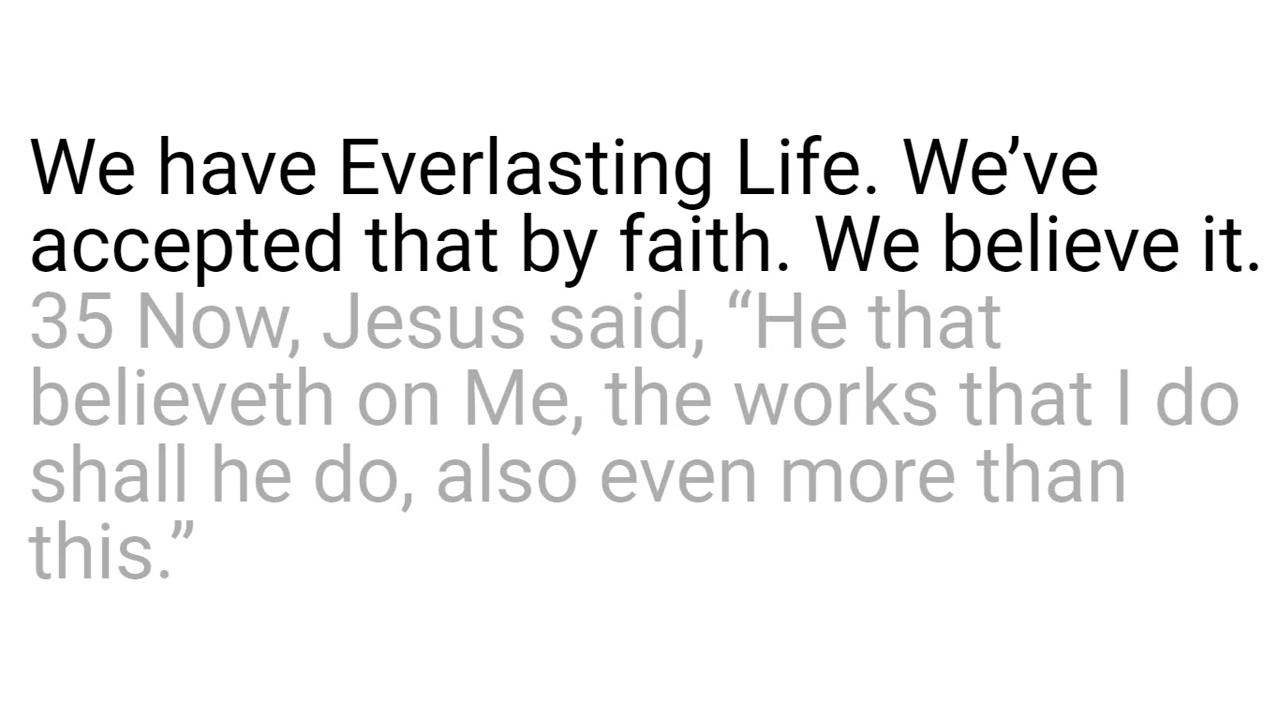 We have Everlasting Life. We’ve
accepted that by faith. We believe it.
35 Now, Jesus said, “He that
believeth on Me, the works that I do
shall he do, also even more than
this.”